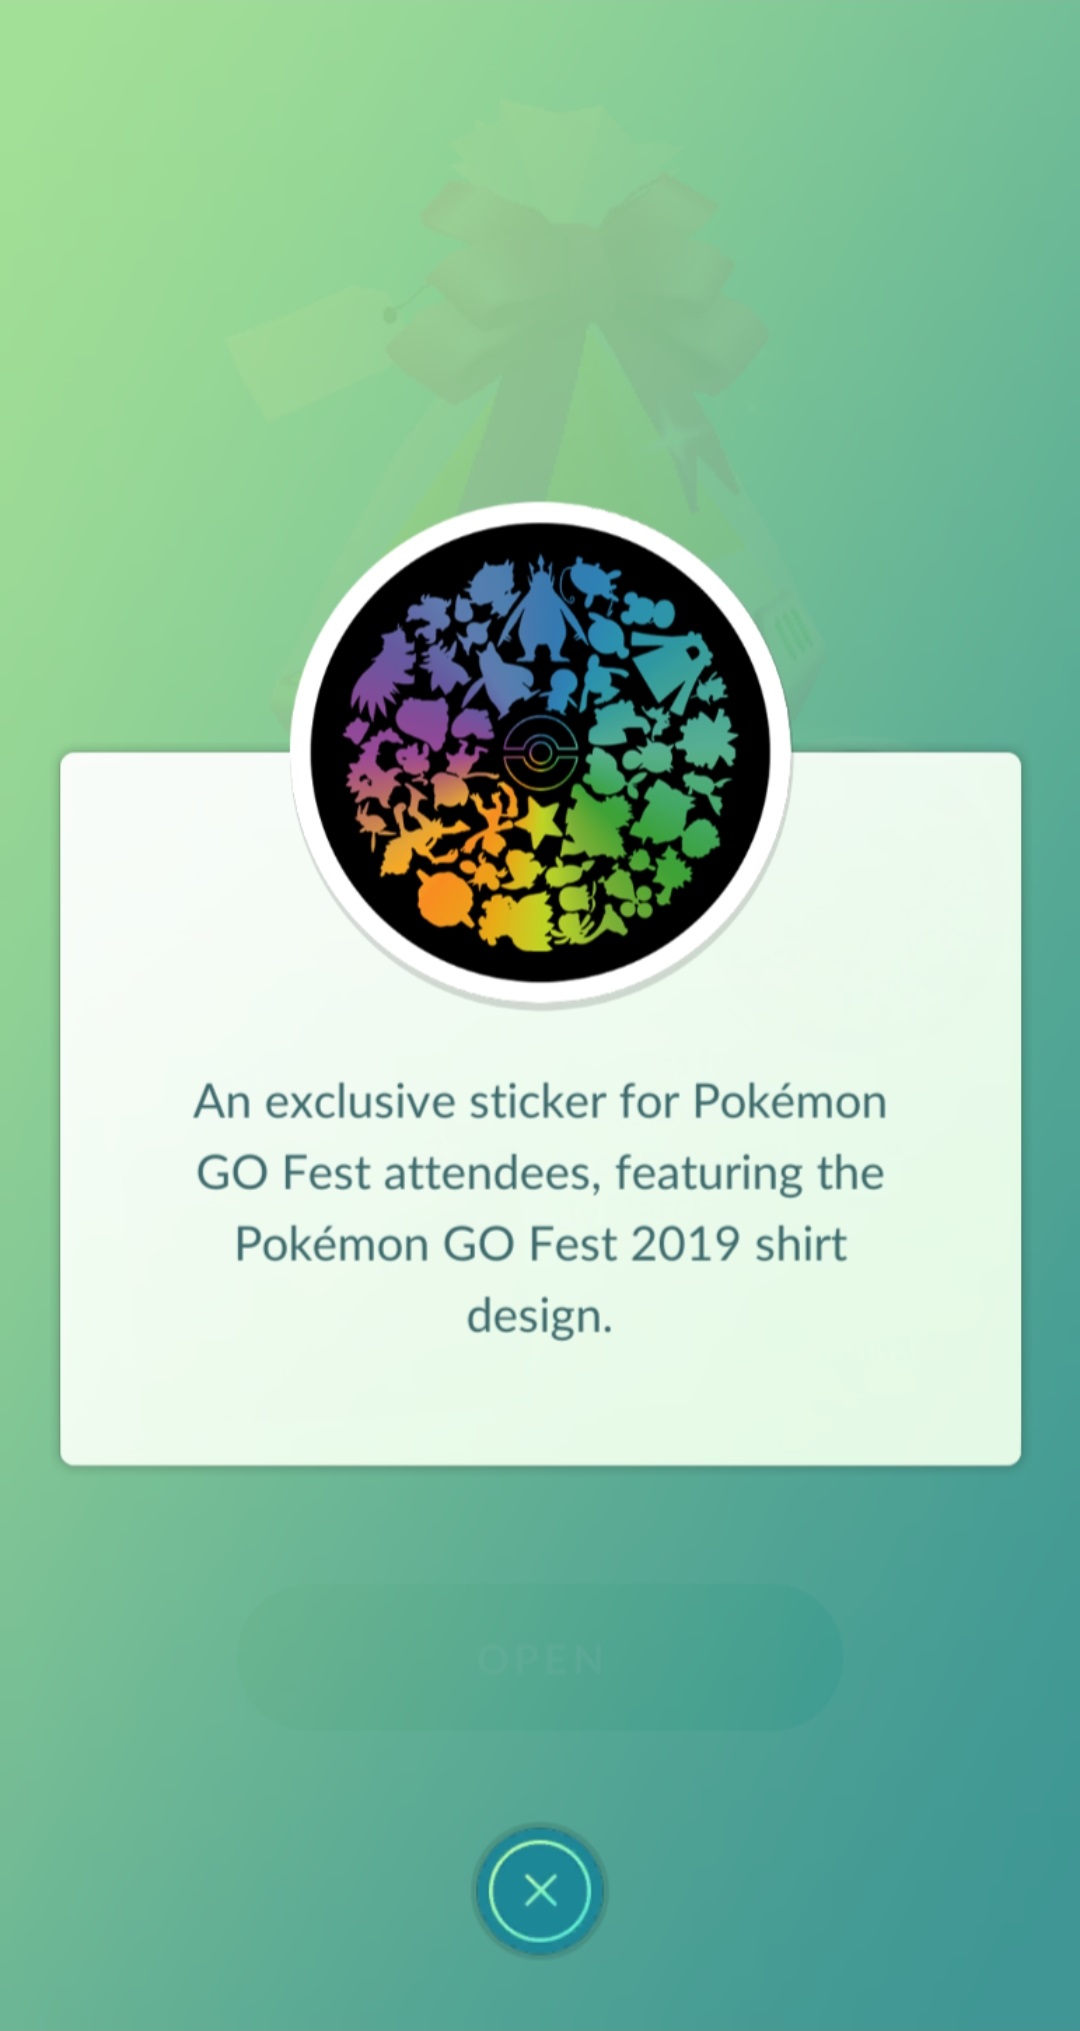 An exclusive sticker for Pokémon
GO Fest attendees, featuring the
Pokémon GO Fest 2019 shirt
design.
OPEN